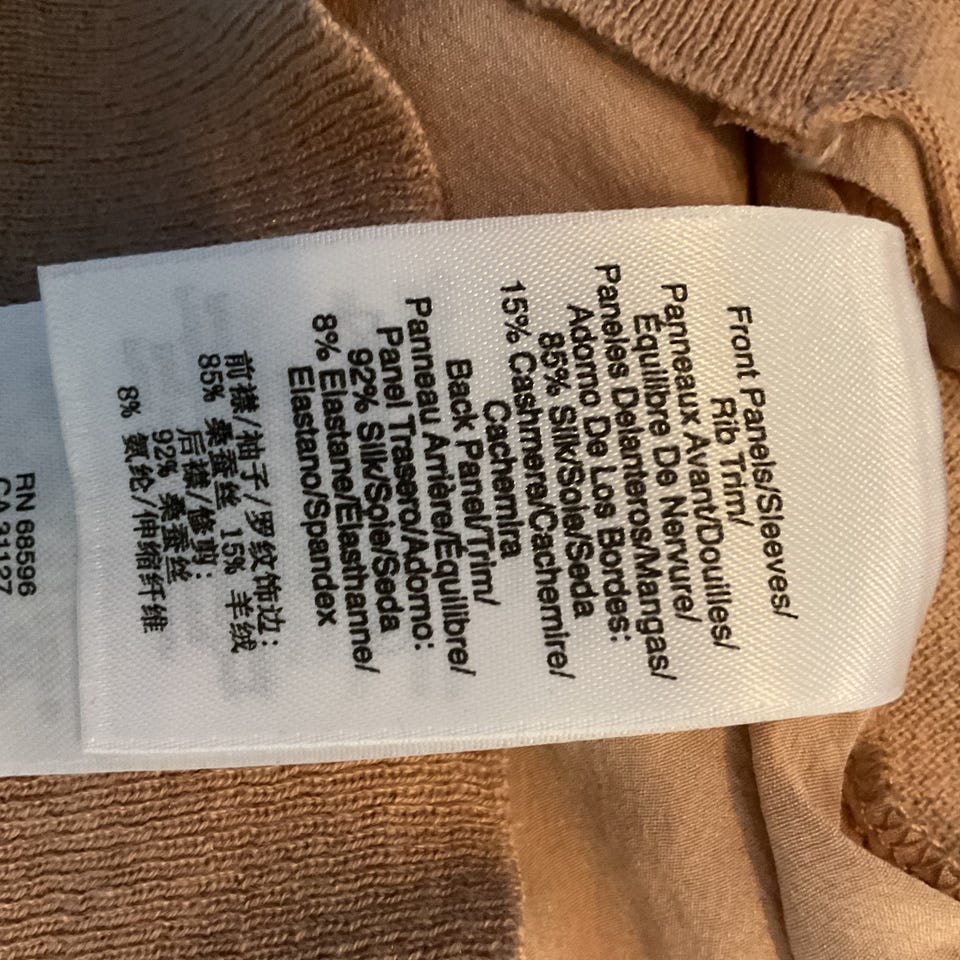 Front Panels/Sleeves/
Rib Trim/
Panneaux Avant/Douilles/
Équilibre De Nervure/
Paneles Delanteros/Mangas/
Adorno De Los Bordes:
85% Silk/Soie/Seda
15% Cashmere/Cachemire/
Cachemira
Back Panel/Trim/
Panneau Arrière/Équilibre/
Panel Trasero/Adorno:
92% Silk/Soie/Seda
8% Elastane/Élasthanne/
Elastano/Spandex
前襟/袖子/罗纹饰边:
85% 桑蚕丝 15% 羊绒
后襟/修剪:
92% 桑蚕丝
8% 氨纶/伸缩纤维
RN 68596
CA